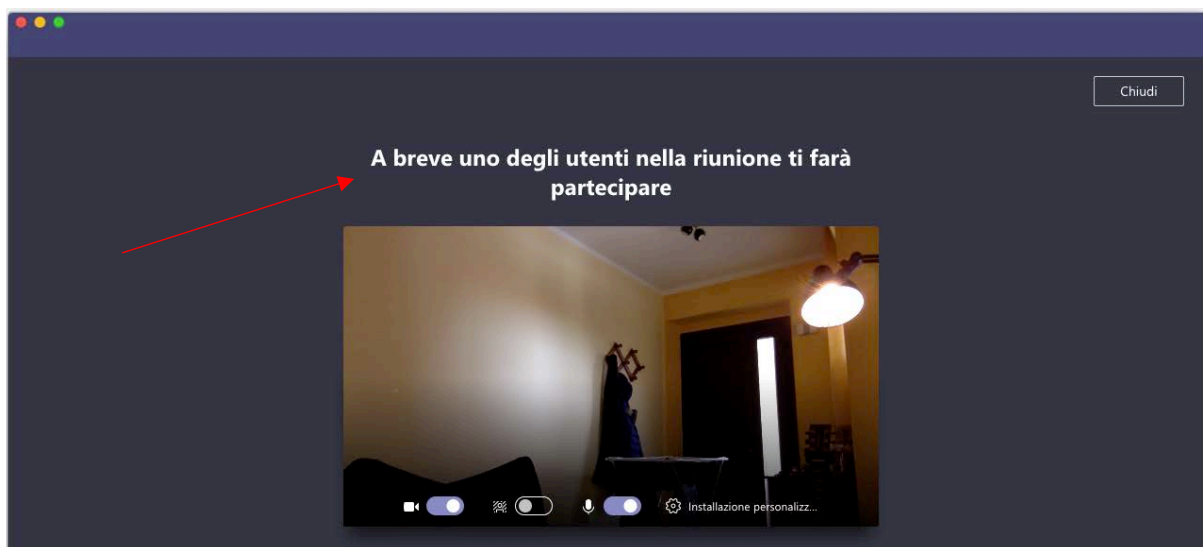 Chiudi
A breve uno degli utenti nella riunione ti farà
partecipare
Installazione personalizz...